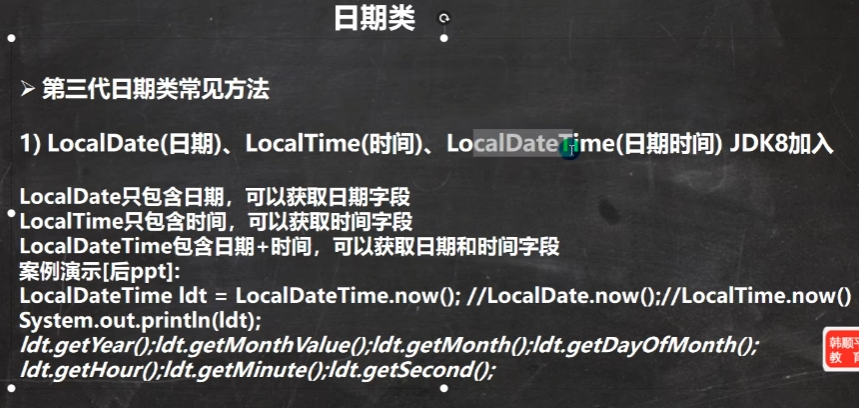 日期类
➢ 第三代日期类常见方法
1) LocalDate(日期)、LocalTime(时间)、LocalDateTime(日期时间) JDK8加入
LocalDate只包含日期，可以获取日期字段
LocalTime只包含时间，可以获取时间字段
LocalDateTime包含日期+时间，可以获取日期和时间字段
案例演示[后ppt]:
LocalDateTime ldt = LocalDateTime.now(); //LocalDate.now();//LocalTime.now()
System.out.println(ldt);
ldt.getYear();ldt.getMonthValue();ldt.getMonth();ldt.getDayOfMonth();
ldt.getHour();ldt.getMinute();ldt.getSecond();
韩顺平
教 育